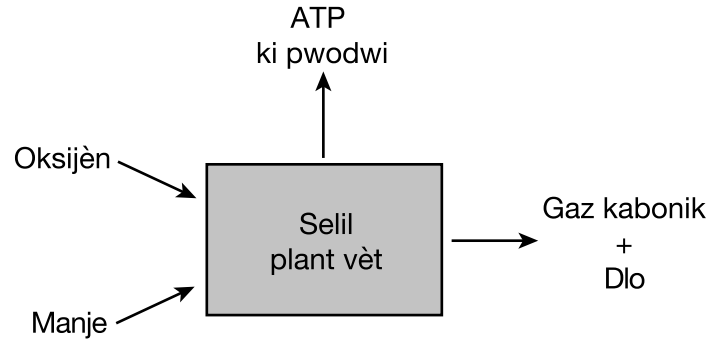 ATP
ki pwodwi
Oksijèn
Selil
plant vèt
Gaz kabonik
+
Dlo
Manje